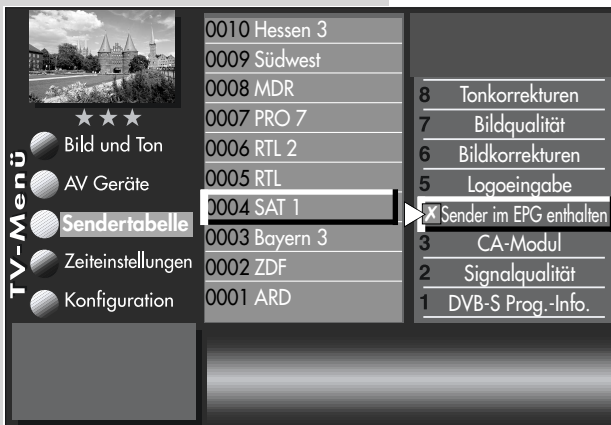 TV-Menü
Bild und Ton
AV Geräte
Sendertabelle
Zeiteinstellungen
Konfiguration
0010 Hessen 3
0009 Südwest
0008 MDR
0007 PRO 7
0006 RTL 2
0005 RTL
0004 SAT 1
0003 Bayern 3
0002 ZDF
0001 ARD
8 Tonkorrekturen
7 Bildqualität
6 Bildkorrekturen
5 Logoeingabe
X Sender im EPG enthalten
3 CA-Modul
2 Signalqualität
1 DVB-S Prog.-Info.